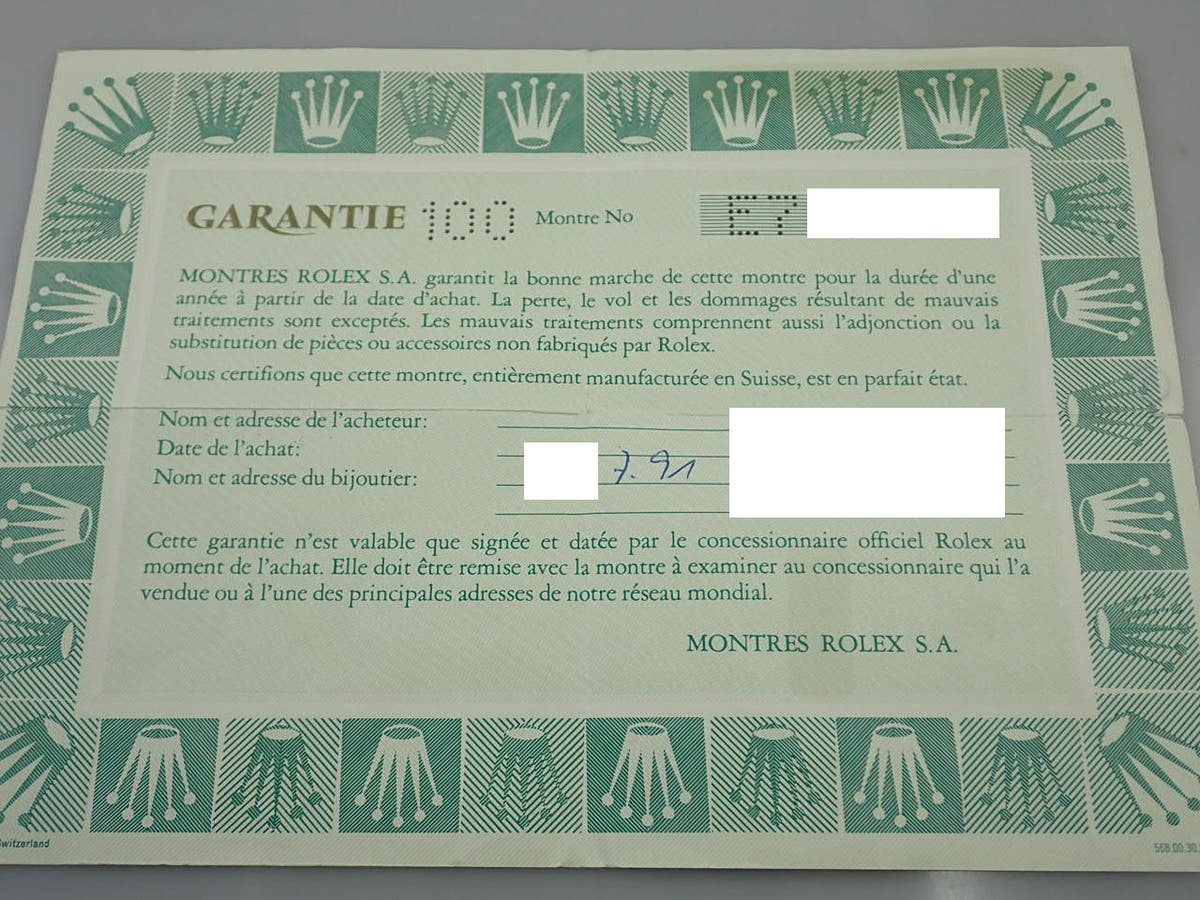 GARANTIE 100 Montre No E7
MONTRES ROLEX S.A. garantit la bonne marche de cette montre pour la durée d'une
année à partir de la date d'achat. La perte, le vol et les dommages résultant de mauvais
traitements sont exceptés. Les mauvais traitements comprennent aussi l'adjonction ou la
substitution de pièces ou accessoires non fabriqués par Rolex.
Nous certifions que cette montre, entièrement manufacturée en Suisse, est en parfait état.
Nom et adresse de l'acheteur:
Date de l'achat:
7.91
Nom et adresse du bijoutier:
Cette garantie n'est valable que signée et datée par le concessionnaire officiel Rolex au
moment de l'achat. Elle doit être remise avec la montre à examiner au concessionnaire qui l'a
vendue ou à l'une des principales adresses de notre réseau mondial.
MONTRES ROLEX S.A.
Switzerland
568.00.30